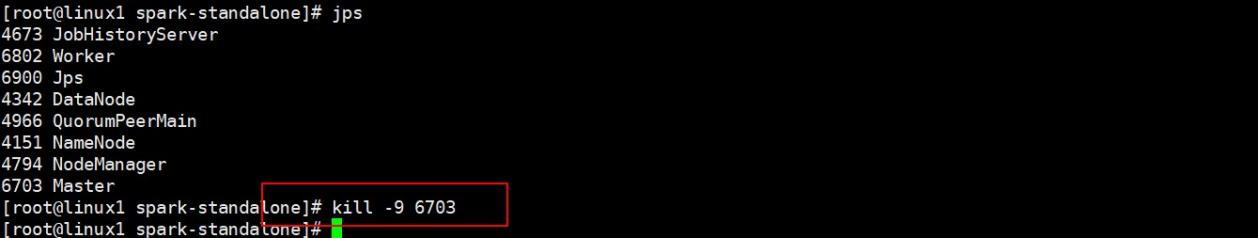 [root@linux1 spark-standalone]# jps
4673 JobHistoryServer
6802 Worker
6900 Jps
4342 DataNode
4966 QuorumPeerMain
4151 NameNode
4794 NodeManager
6703 Master
[root@linux1 spark-standalone]# kill -9 6703
[root@linux1 spark-standalone]#